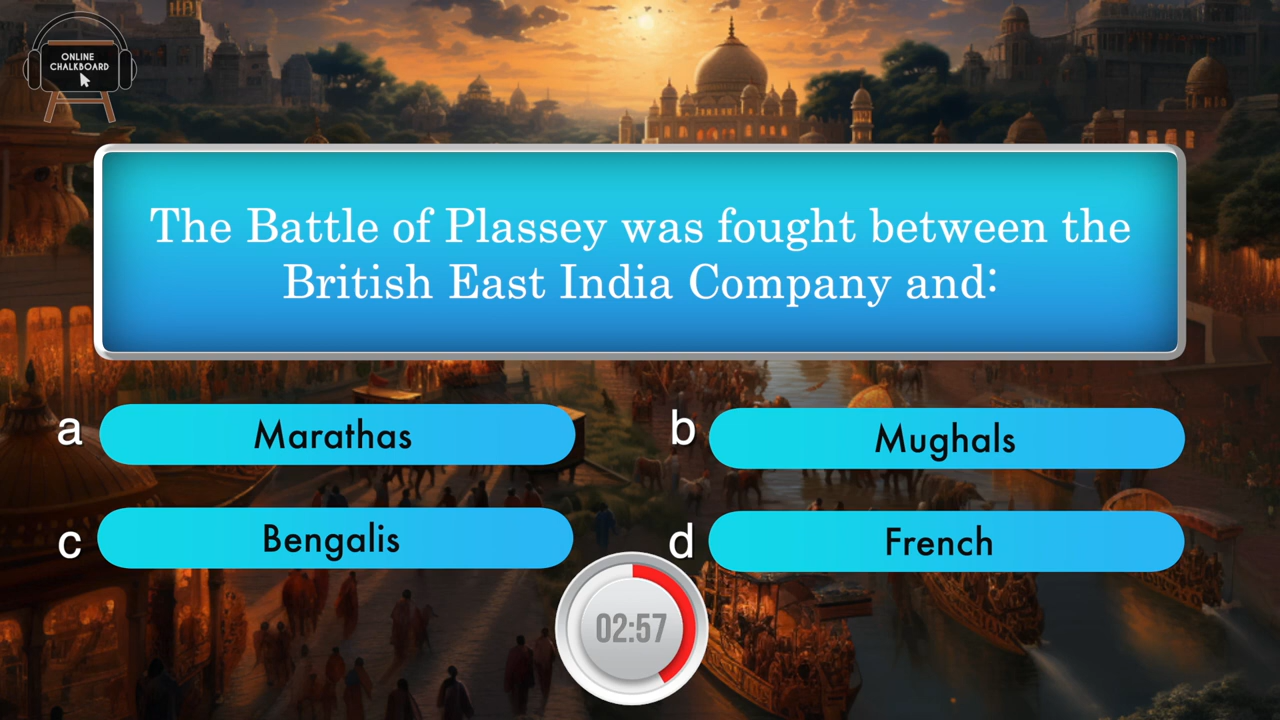 ONLINE
CHALKBOARD
The Battle of Plassey was fought between the
British East India Company and:
a Marathas
b Mughals
c Bengalis
d French
02:57